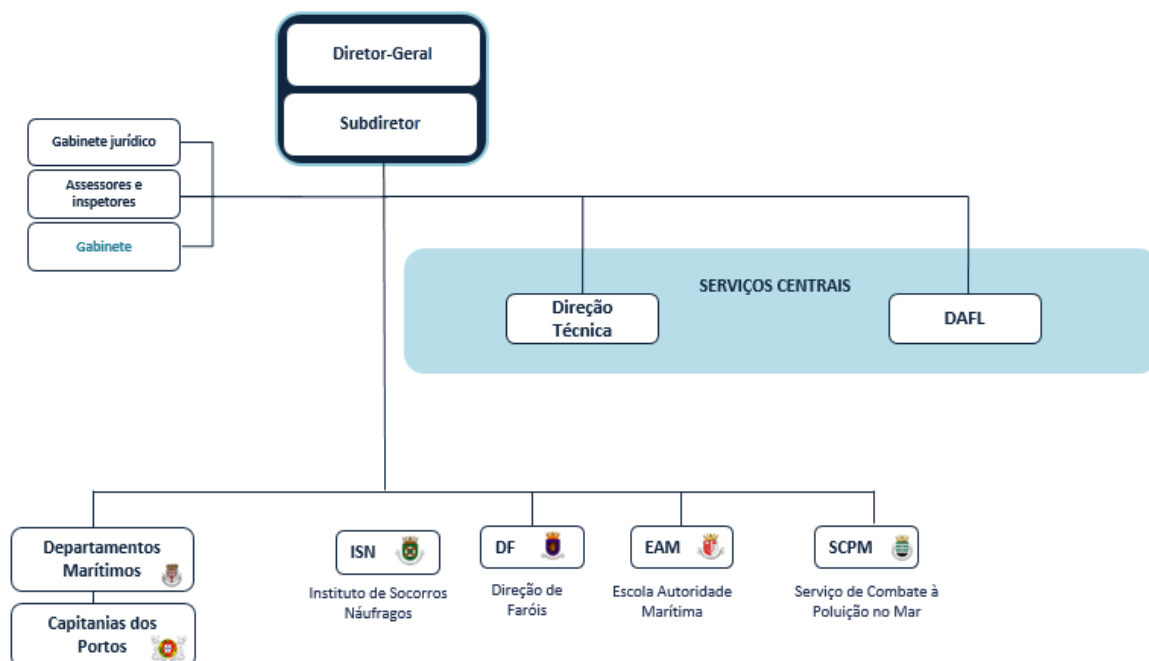 Diretor-Geral
Subdiretor
Gabinete jurídico
Assessores e
inspetores
Gabinete
SERVIÇOS CENTRAIS
Direção
Técnica
DAFL
Departamentos
Marítimos
Capitanias dos
Portos
ISN
Instituto de Socorros
Náufragos
DF
Direção de
Faróis
EAM
Escola Autoridade
Marítima
SCPM
Serviço de Combate à
Poluição no Mar